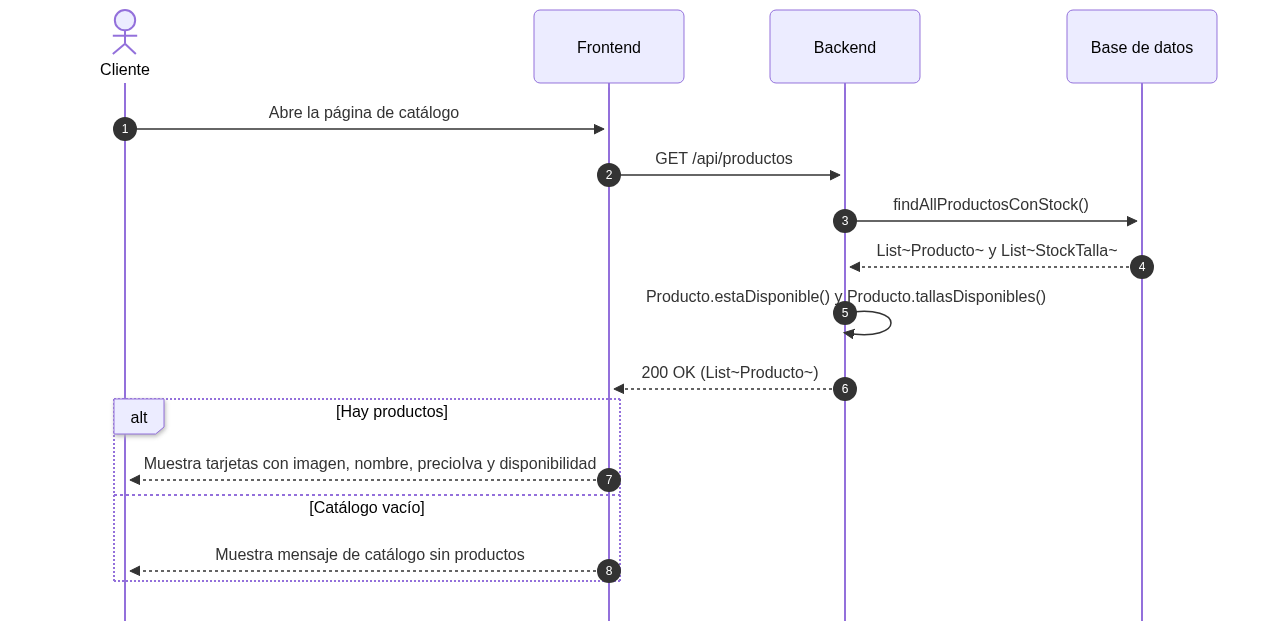 Cliente
Frontend
Backend
Base de datos
Abre la página de catálogo
1
GET /api/productos
2
findAllProductosConStock()
3
List~Producto~ y List~StockTalla~
4
Producto.estaDisponible() y Producto.tallasDisponibles()
5
200 OK (List~Producto~)
6
alt
[Hay productos]
Muestra tarjetas con imagen, nombre, precioIva y disponibilidad
7
[Catálogo vacío]
Muestra mensaje de catálogo sin productos
8